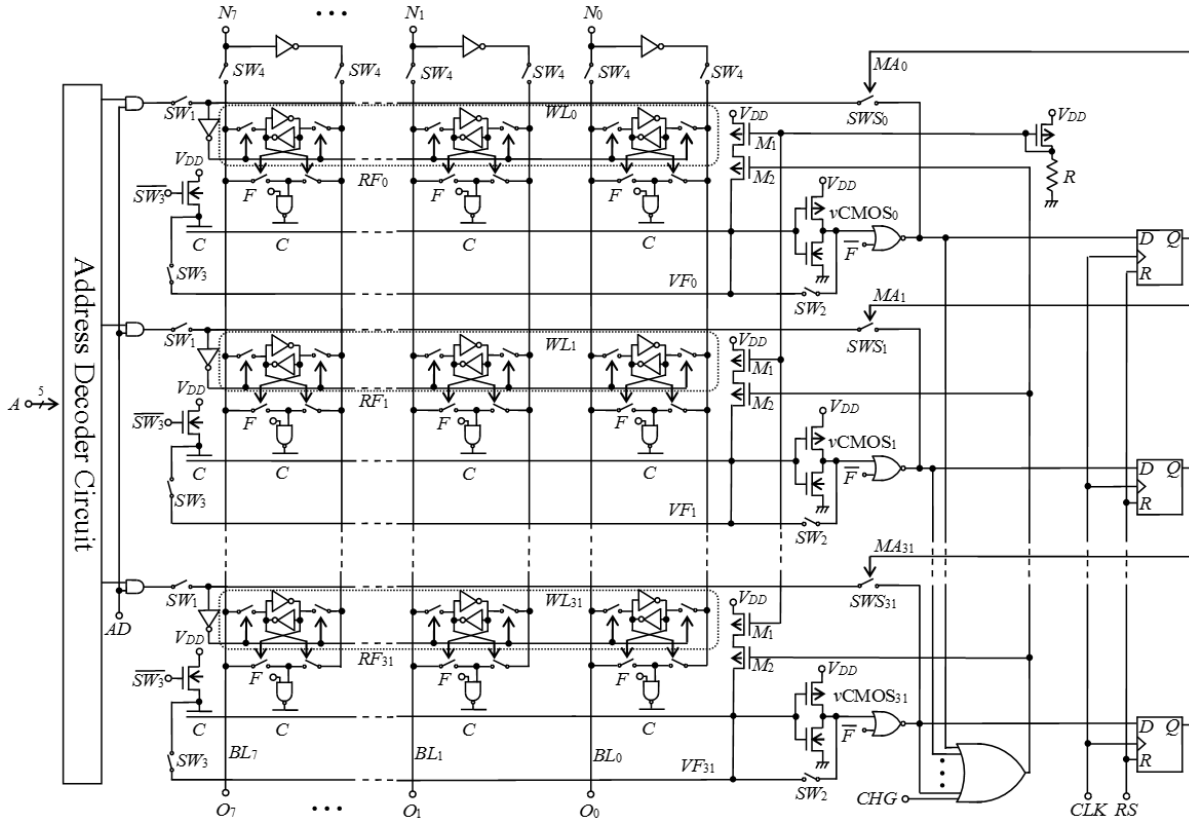 N7 • • • N1 N0
SW4 SW4 SW4 SW4 SW4 SW4
MA0
SW1 WL0 SWS0
VDD VDD
M1
VDD RF0 M2 R
SW3 F F F
VDD
vCMOS0
C C C C F D Q
SW3 VF0 R
SW2
MA1
SW1 WL1 SWS1
VDD
M1
VDD RF1 M2
A 5 Address Decoder Circuit
SW3 F F F
VDD
vCMOS1
C C C C F D Q
SW3 VF1 R
SW2
MA31
SW1 WL31 SWS31
AD VDD
M1
VDD RF31 M2
SW3 F F F
VDD
vCMOS31
C C C C F D Q
SW3 BL7 BL1 BL0 VF31 R
SW2
CHG CLK RS
O7 • • • O1 O0